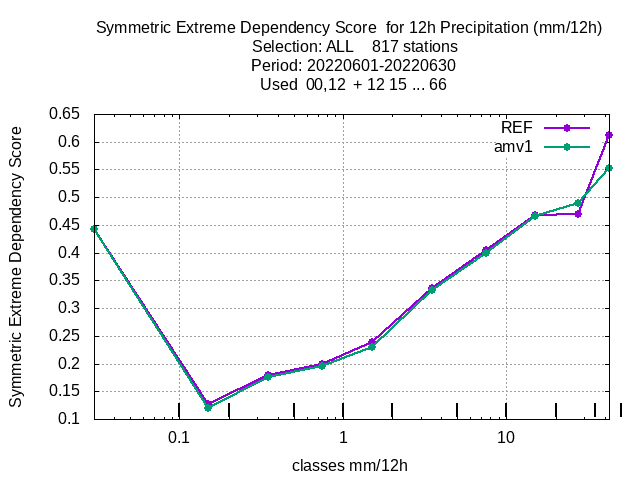 Symmetric Extreme Dependency Score for 12h Precipitation (mm/12h)
Selection: ALL 817 stations
Period: 20220601-20220630
Used 00,12 + 12 15 ... 66
Symmetric Extreme Dependency Score
0.65
0.6
0.55
0.5
0.45
0.4
0.35
0.3
0.25
0.2
0.15
0.1
REF
amv1
0.1
1
10
classes mm/12h